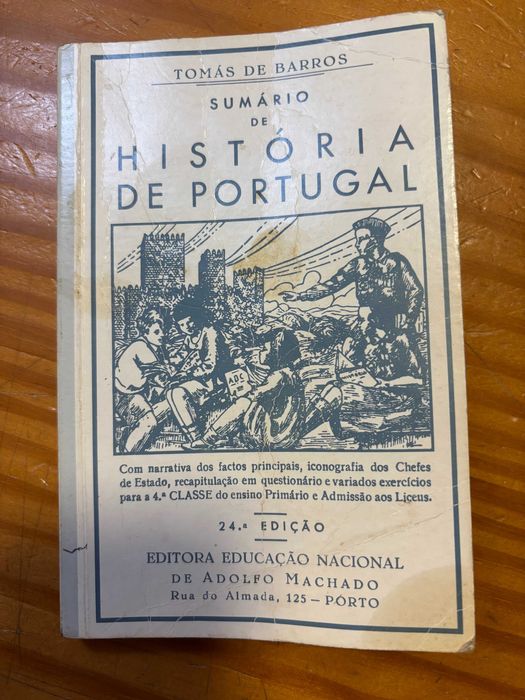 TOMÁS DE BARROS
SUMÁRIO
DE
HISTÓRIA
DE PORTUGAL
A B C
Com narrativa dos factos principais, iconografia dos Chefes
de Estado, recapitulação em questionário e variados exercícios
para a 4.ª CLASSE do ensino Primário e Admissão aos Liceus.
24.ª EDIÇÃO
EDITORA EDUCAÇÃO NACIONAL
DE ADOLFO MACHADO
Rua do Almada, 125 — PÔRTO